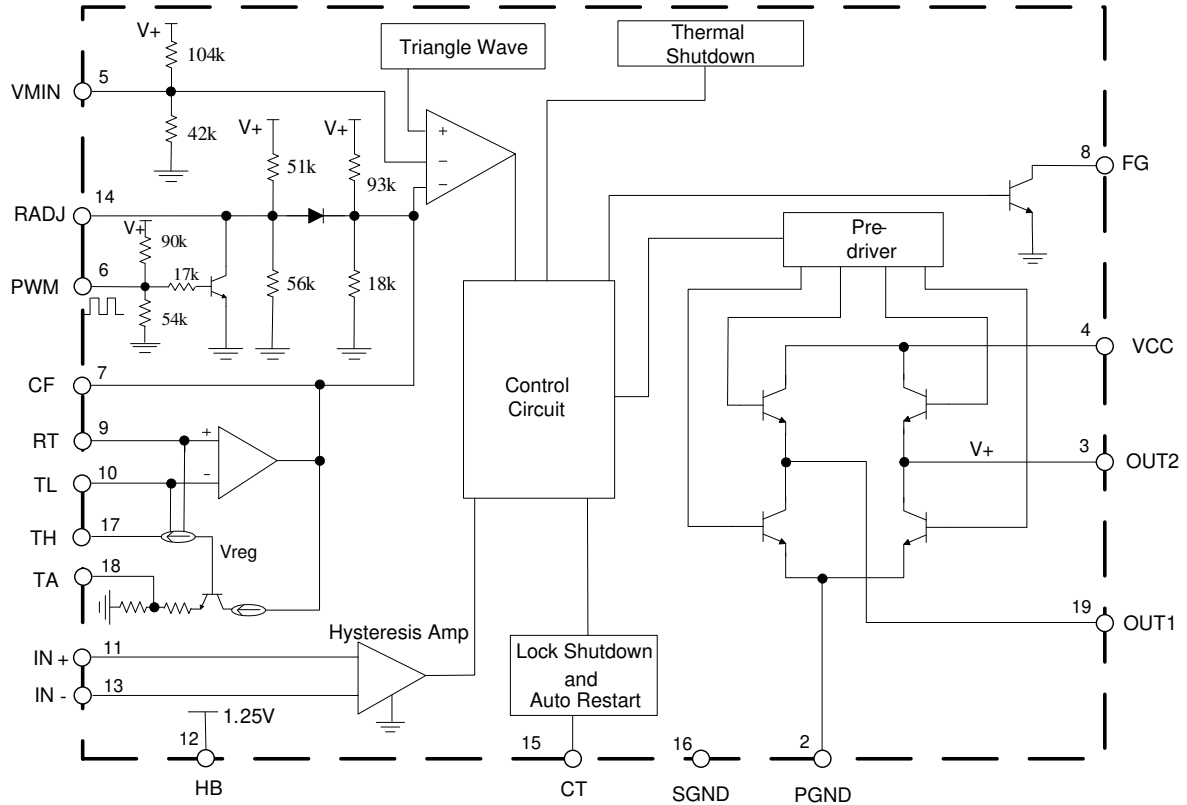 V+
104k
Triangle Wave
Thermal
Shutdown
VMIN
5
42k
V+
V+
51k
93k
+
−
−
8
FG
RADJ
14
V+
90k
17k
PWM
6
54k
56k
18k
Pre-
driver
4
VCC
CF
7
Control
Circuit
RT
9
+
−
TL
10
V+
3
OUT2
TH
17
Vreg
TA
18
19
OUT1
Hysteresis Amp
IN +
11
IN -
13
Lock Shutdown
and
Auto Restart
1.25V
12
HB
15
CT
16
SGND
2
PGND